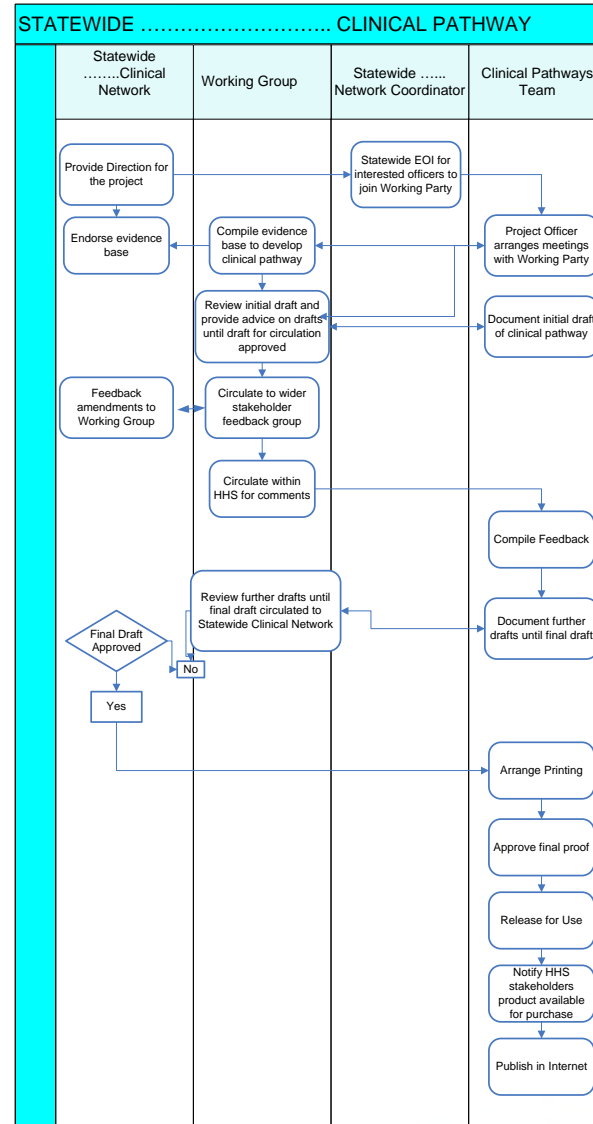 STATEWIDE ……………………….. CLINICAL PATHWAY
Statewide
……..Clinical
Network
Working Group
Statewide …...
Network Coordinator
Clinical Pathways
Team
Provide Direction for
the project
Statewide EOI for
interested officers to
join Working Party
Endorse evidence
base
Compile evidence
base to develop
clinical pathway
Project Officer
arranges meetings
with Working Party
Review initial draft and
provide advice on drafts
until draft for circulation
approved
Document initial draft
of clinical pathway
Feedback
amendments to
Working Group
Circulate to wider
stakeholder
feedback group
Circulate within
HHS for comments
Compile Feedback
Review further drafts until
final draft circulated to
Statewide Clinical Network
Document further
drafts until final draft
Final Draft
Approved
No
Yes
Arrange Printing
Approve final proof
Release for Use
Notify HHS
stakeholders
product available
for purchase
Publish in Internet